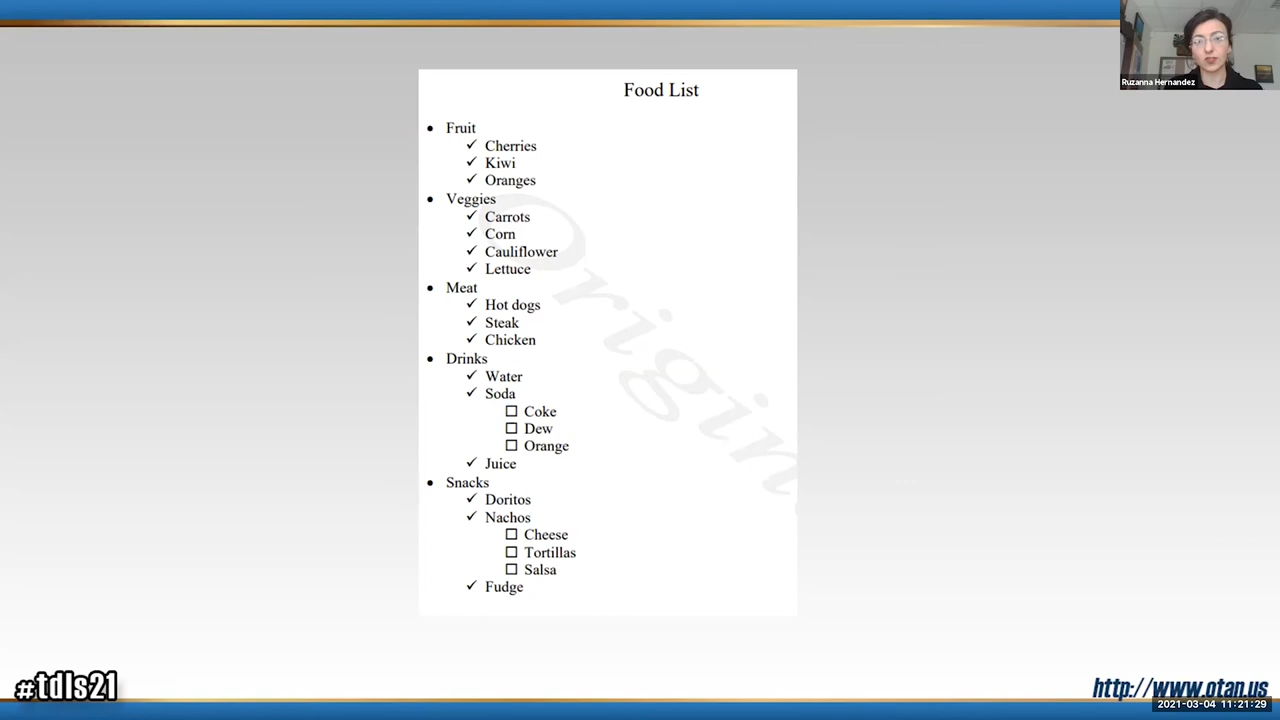 Ruzanna Hernandez
Food List
Fruit
Cherries
Kiwi
Oranges
Veggies
Carrots
Corn
Cauliflower
Lettuce
Meat
Hot dogs
Steak
Chicken
Drinks
Water
Soda
Coke
Dew
Orange
Juice
Snacks
Doritos
Nachos
Cheese
Tortillas
Salsa
Fudge
Origin
#tdls21
http://www.otan.us
2021-03-04 11:21:29